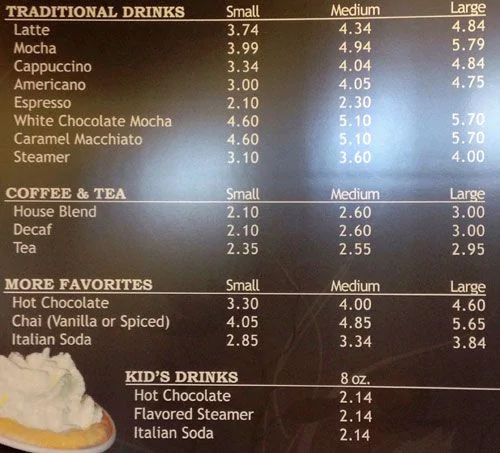 TRADITIONAL DRINKS Small Medium Large
Latte 3.74 4.34 4.84
Mocha 3.99 4.94 5.79
Cappuccino 3.34 4.04 4.84
Americano 3.00 4.05 4.75
Espresso 2.10 2.30
White Chocolate Mocha 4.60 5.10 5.70
Caramel Macchiato 4.60 5.10 5.70
Steamer 3.10 3.60 4.00
COFFEE & TEA Small Medium Large
House Blend 2.10 2.60 3.00
Decaf 2.10 2.60 3.00
Tea 2.35 2.55 2.95
MORE FAVORITES Small Medium Large
Hot Chocolate 3.30 4.00 4.60
Chai (Vanilla or Spiced) 4.05 4.85 5.65
Italian Soda 2.85 3.34 3.84
KID'S DRINKS 8 oz.
Hot Chocolate 2.14
Flavored Steamer 2.14
Italian Soda 2.14